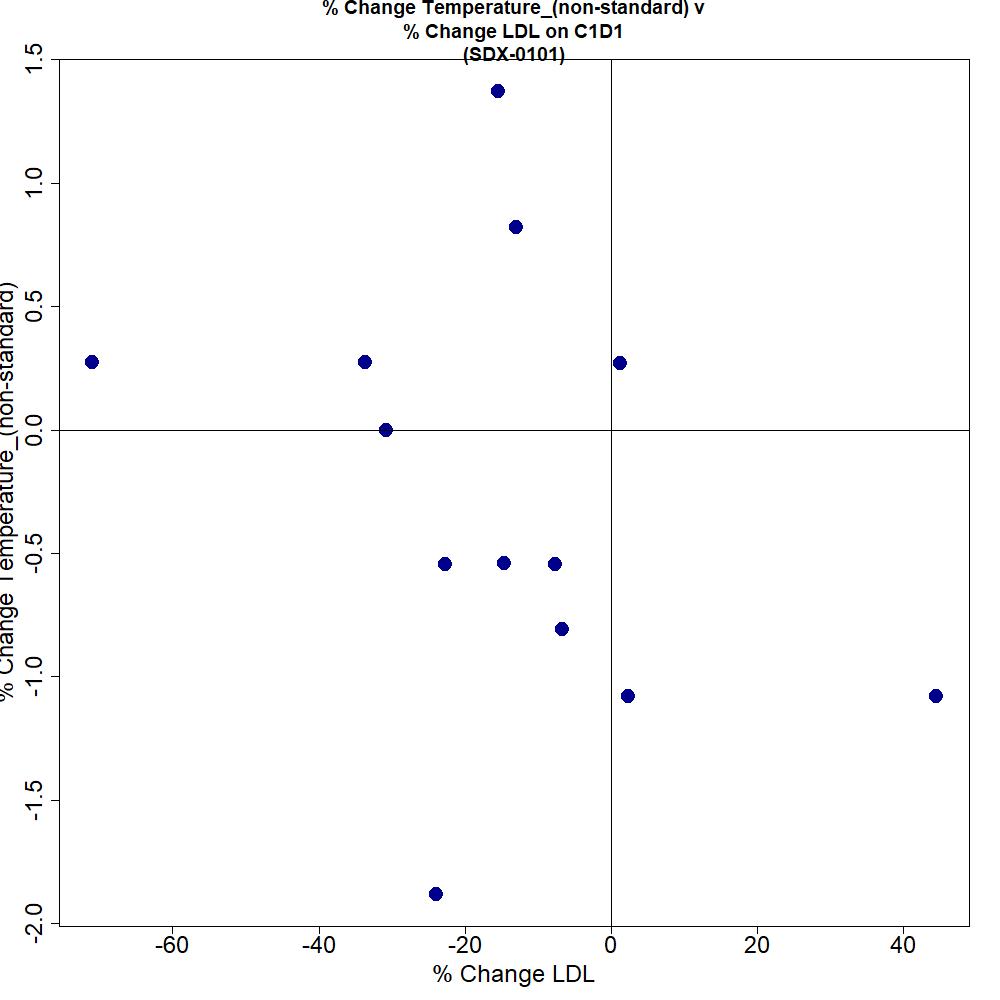 % Change Temperature_(non-standard) v
% Change LDL on C1D1
(SDX-0101)
% Change Temperature_(non-standard)
1.5
1.0
0.5
0.0
-0.5
-1.0
-1.5
-2.0
-60
-40
-20
0
20
40
% Change LDL